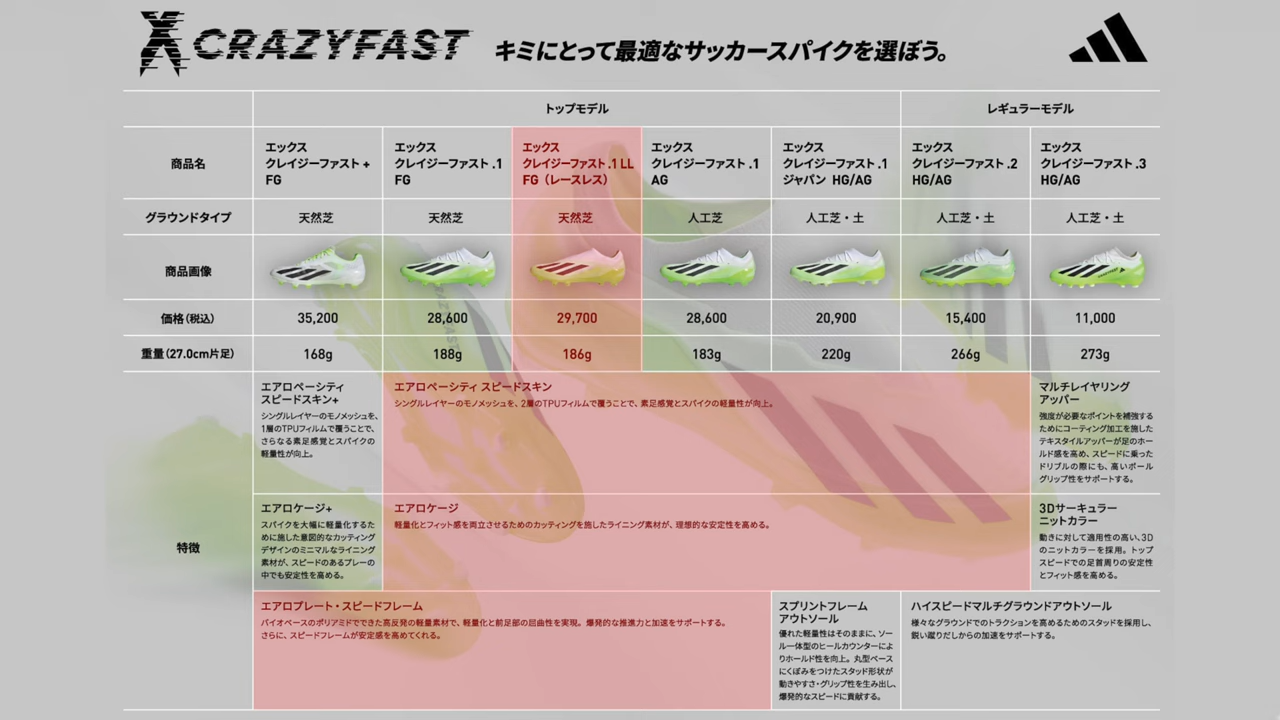 X CRAZYFAST キミにとって最適なサッカースパイクを選ぼう。
トップモデル レギュラーモデル
商品名
エックス
クレイジーファスト +
FG
エックス
クレイジーファスト .1
FG
エックス
クレイジーファスト .1 LL
FG（レースレス）
エックス
クレイジーファスト .1
AG
エックス
クレイジーファスト .1
ジャパン HG/AG
エックス
クレイジーファスト .2
HG/AG
エックス
クレイジーファスト .3
HG/AG
グラウンドタイプ 天然芝 天然芝 天然芝 人工芝 人工芝・土 人工芝・土 人工芝・土
商品画像
価格（税込） 35,200 28,600 29,700 28,600 20,900 15,400 11,000
重量（27.0cm片足） 168g 188g 186g 183g 220g 266g 273g
特徴
エアロペーシティ
スピードスキン+
シングルレイヤーのモノメッシュを、
1層のTPUフィルムで覆うことで、
さらなる素足感覚とスパイクの
軽量性が向上。
エアロペーシティ スピードスキン
シングルレイヤーのモノメッシュを、2層のTPUフィルムで覆うことで、素足感覚とスパイクの軽量性が向上。
マルチレイヤリング
アッパー
強度が必要なポイントを補強する
ためにコーティング加工を施した
テキスタイルアッパーが足のホー
ルド感を高め、スピードに乗った
ドリブルの際にも、高いボール
グリップ性をサポートする。
エアロケージ+
スパイクを大幅に軽量化するた
めに施した意図的なカッティング
デザインのミニマルなライニング
素材が、スピードのあるプレーの
中でも安定性を高める。
エアロケージ
軽量化とフィット感を両立させるためのカッティングを施したライニング素材が、理想的な安定性を高める。
3Dサーキュラー
ニットカラー
動きに対して適用性の高い、3D
のニットカラーを採用。トップ
スピードでの足首周りの安定性
とフィット感を高める。
エアロプレート・スピードフレーム
バイオベースのポリアミドでできた高反発の軽量素材で、軽量化と前足部の屈曲性を実現。爆発的な推進力と加速をサポートする。
さらに、スピードフレームが安定感を高めてくれる。
スプリントフレーム
アウトソール
優れた軽量性はそのままに、ソー
ル一体型のヒールカウンターによ
りホールド性を向上。丸型ベース
にくぼみをつけたスタッド形状が
動きやすさ・グリップ性を生み出し、
爆発的なスピードに貢献する。
ハイスピードマルチグラウンドアウトソール
様々なグラウンドでのトラクションを高めるためのスタッドを採用し、
鋭い蹴りだしからの加速をサポートする。